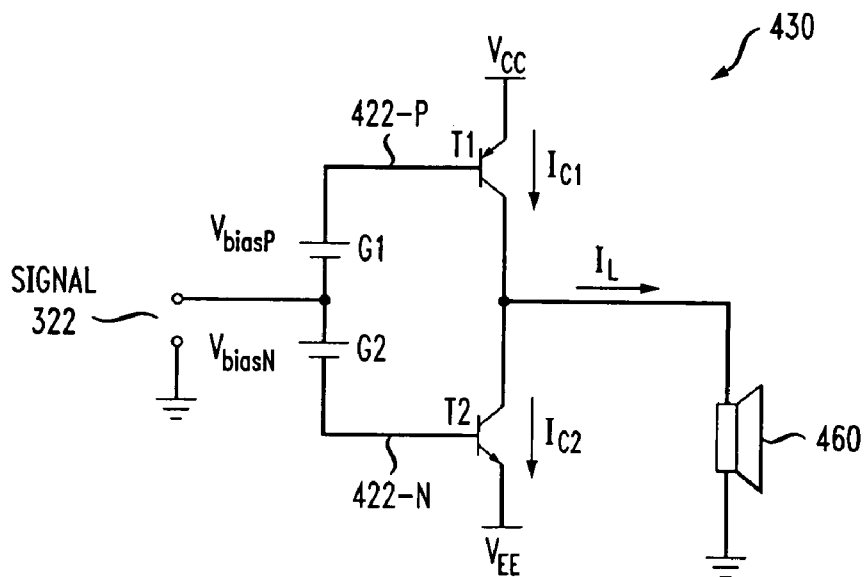 430
V_CC
422-P
T1
I_C1
V_biasP
G1
SIGNAL
322
I_L
V_biasN
G2
T2
I_C2
460
422-N
V_EE